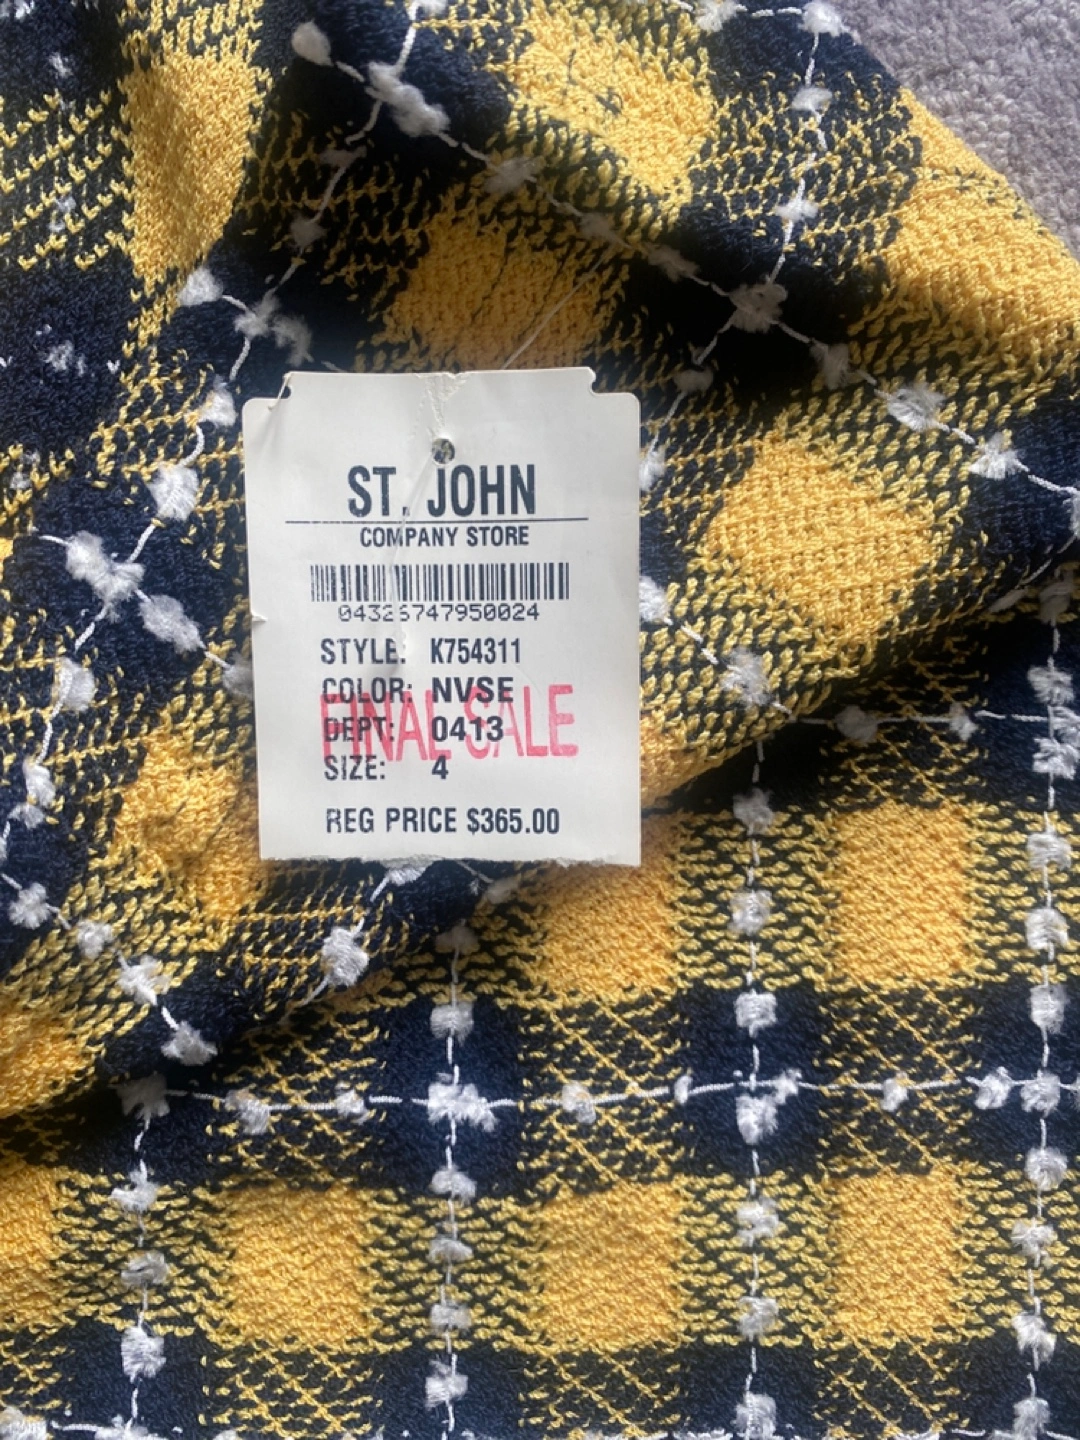 ST. JOHN
COMPANY STORE
04326747950024
STYLE: K754311
COLOR: NVSE
FINAL SALE
DEPT: 0413
SIZE: 4
REG PRICE $365.00